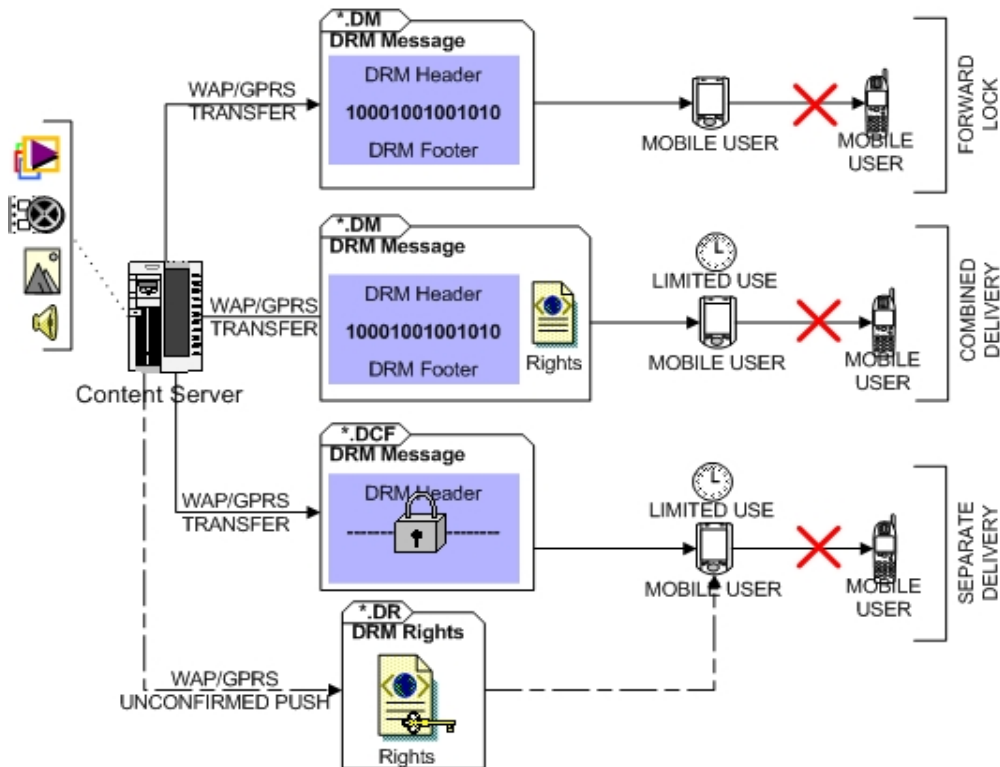 *.DM
DRM Message
DRM Header
10001001001010
DRM Footer
WAP/GPRS
TRANSFER
MOBILE USER
MOBILE
USER
FORWARD
LOCK
*.DM
DRM Message
DRM Header
10001001001010
DRM Footer
Rights
WAP/GPRS
TRANSFER
LIMITED USE
MOBILE USER
MOBILE
USER
COMBINED
DELIVERY
Content Server
*.DCF
DRM Message
DRM Header
WAP/GPRS
TRANSFER
LIMITED USE
MOBILE USER
MOBILE
USER
SEPARATE
DELIVERY
*.DR
DRM Rights
Rights
WAP/GPRS
UNCONFIRMED PUSH